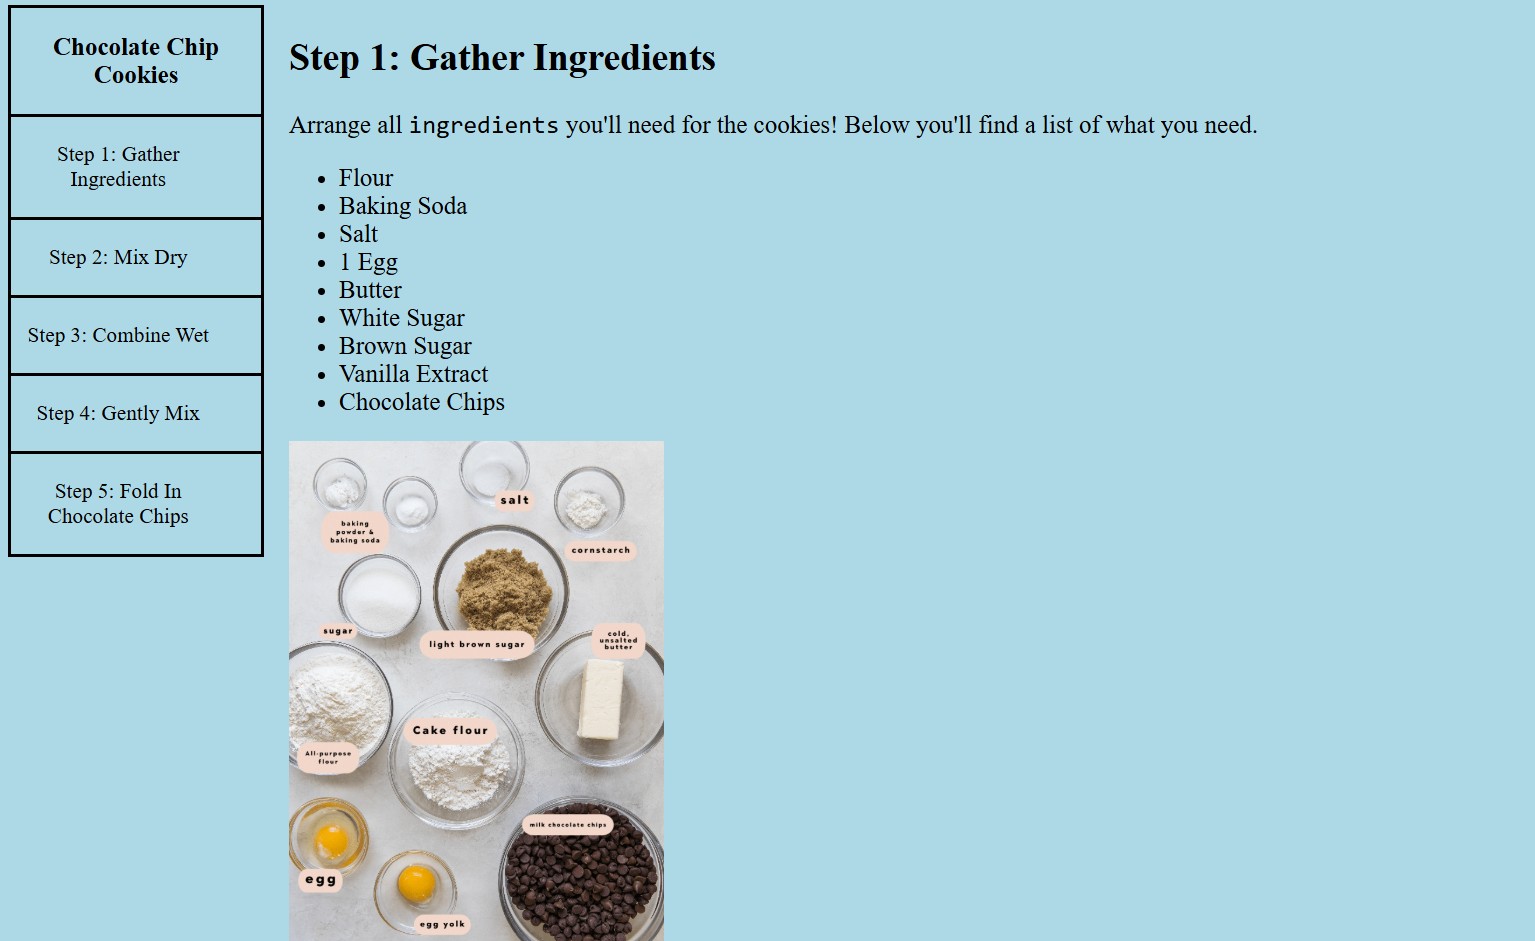 Chocolate Chip
Cookies
Step 1: Gather
Ingredients
Step 2: Mix Dry
Step 3: Combine Wet
Step 4: Gently Mix
Step 5: Fold In
Chocolate Chips
Step 1: Gather Ingredients
Arrange all ingredients you'll need for the cookies! Below you'll find a list of what you need.
Flour
Baking Soda
Salt
1 Egg
Butter
White Sugar
Brown Sugar
Vanilla Extract
Chocolate Chips
salt
baking
powder &
baking soda
cornstarch
sugar
light brown sugar
cold,
unsalted
butter
Cake flour
All-purpose
flour
milk chocolate chips
egg
egg yolk